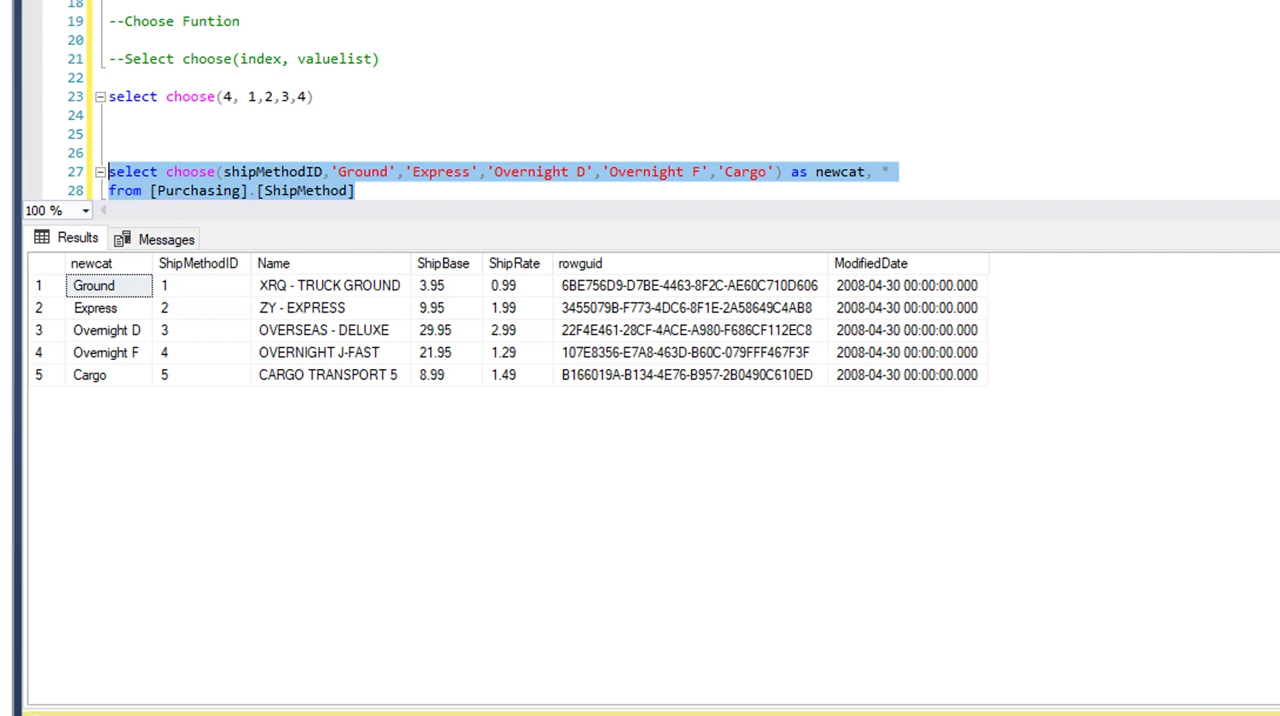 18
19 --Choose Funtion
20
21 --Select choose(index, valuelist)
22
23 select choose(4, 1,2,3,4)
24
25
26
27 select choose(shipMethodID,'Ground','Express','Overnight D','Overnight F','Cargo') as newcat, *
28 from [Purchasing].[ShipMethod]
100 %
Results Messages
newcat ShipMethodID Name ShipBase ShipRate rowguid ModifiedDate
1 Ground 1 XRQ - TRUCK GROUND 3.95 0.99 6BE756D9-D7BE-4463-8F2C-AE60C710D606 2008-04-30 00:00:00.000
2 Express 2 ZY - EXPRESS 9.95 1.99 3455079B-F773-4DC6-8F1E-2A58649C4AB8 2008-04-30 00:00:00.000
3 Overnight D 3 OVERSEAS - DELUXE 29.95 2.99 22F4E461-28CF-4ACE-A980-F686CF112EC8 2008-04-30 00:00:00.000
4 Overnight F 4 OVERNIGHT J-FAST 21.95 1.29 107E8356-E7A8-463D-B60C-079FFF467F3F 2008-04-30 00:00:00.000
5 Cargo 5 CARGO TRANSPORT 5 8.99 1.49 B166019A-B134-4E76-B957-2B0490C610ED 2008-04-30 00:00:00.000